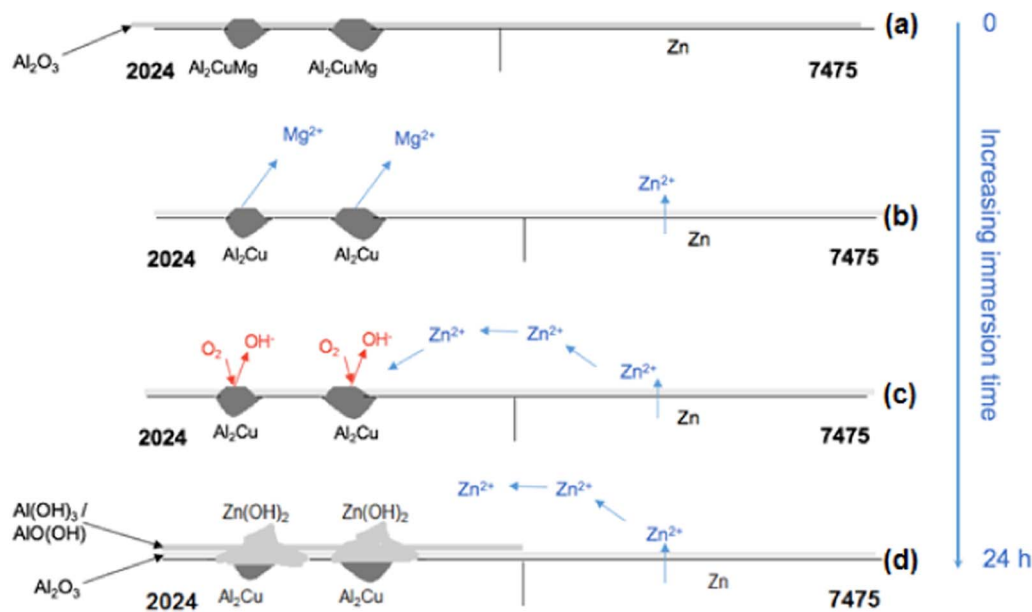 (a)
0
Al₂O₃
2024
Al₂CuMg
Al₂CuMg
Zn
7475
Mg²⁺
Mg²⁺
Zn²⁺
(b)
2024
Al₂Cu
Al₂Cu
Zn
7475
Increasing immersion time
O₂
OH⁻
O₂
OH⁻
Zn²⁺
Zn²⁺
Zn²⁺
(c)
2024
Al₂Cu
Al₂Cu
Zn
7475
Al(OH)₃ /
AlO(OH)
Zn(OH)₂
Zn(OH)₂
Zn²⁺
Zn²⁺
Zn²⁺
(d)
24 h
Al₂O₃
2024
Al₂Cu
Al₂Cu
Zn
7475